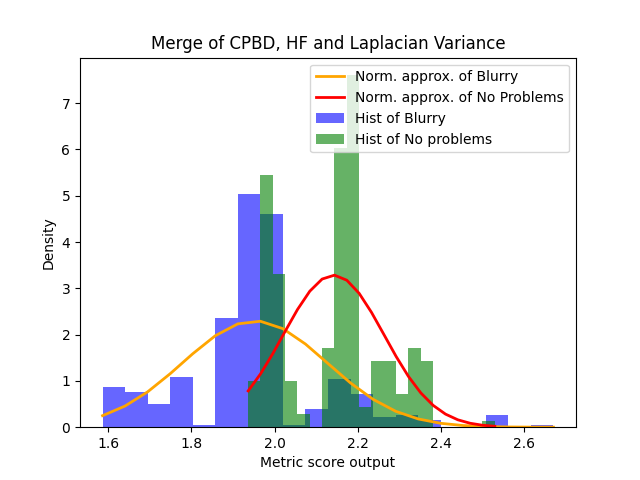 Merge of CPBD, HF and Laplacian Variance
Norm. approx. of Blurry
Norm. approx. of No Problems
Hist of Blurry
Hist of No problems
Density
7
6
5
4
3
2
1
0
1.6 1.8 2.0 2.2 2.4 2.6
Metric score output